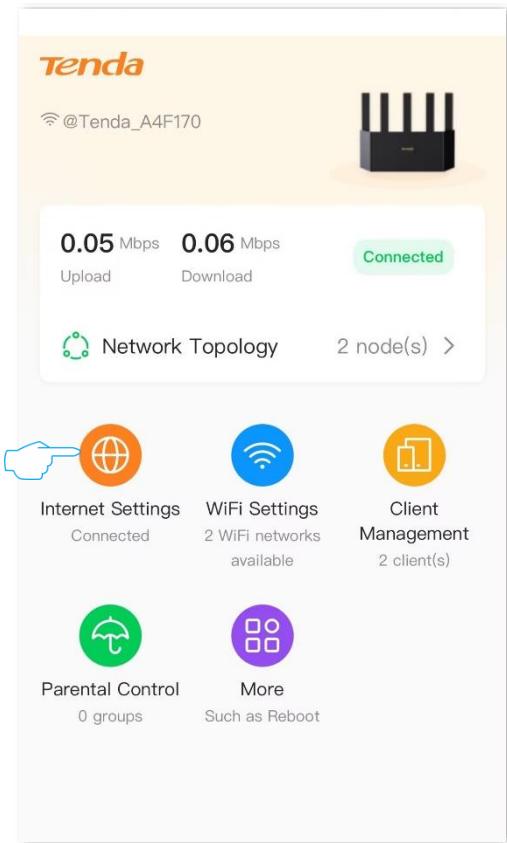 Tenda
@Tenda_A4F170
0.05 Mbps 0.06 Mbps
Upload Download
Connected
Network Topology 2 node(s)
Internet Settings
Connected
WiFi Settings
2 WiFi networks
available
Client
Management
2 client(s)
Parental Control
0 groups
More
Such as Reboot